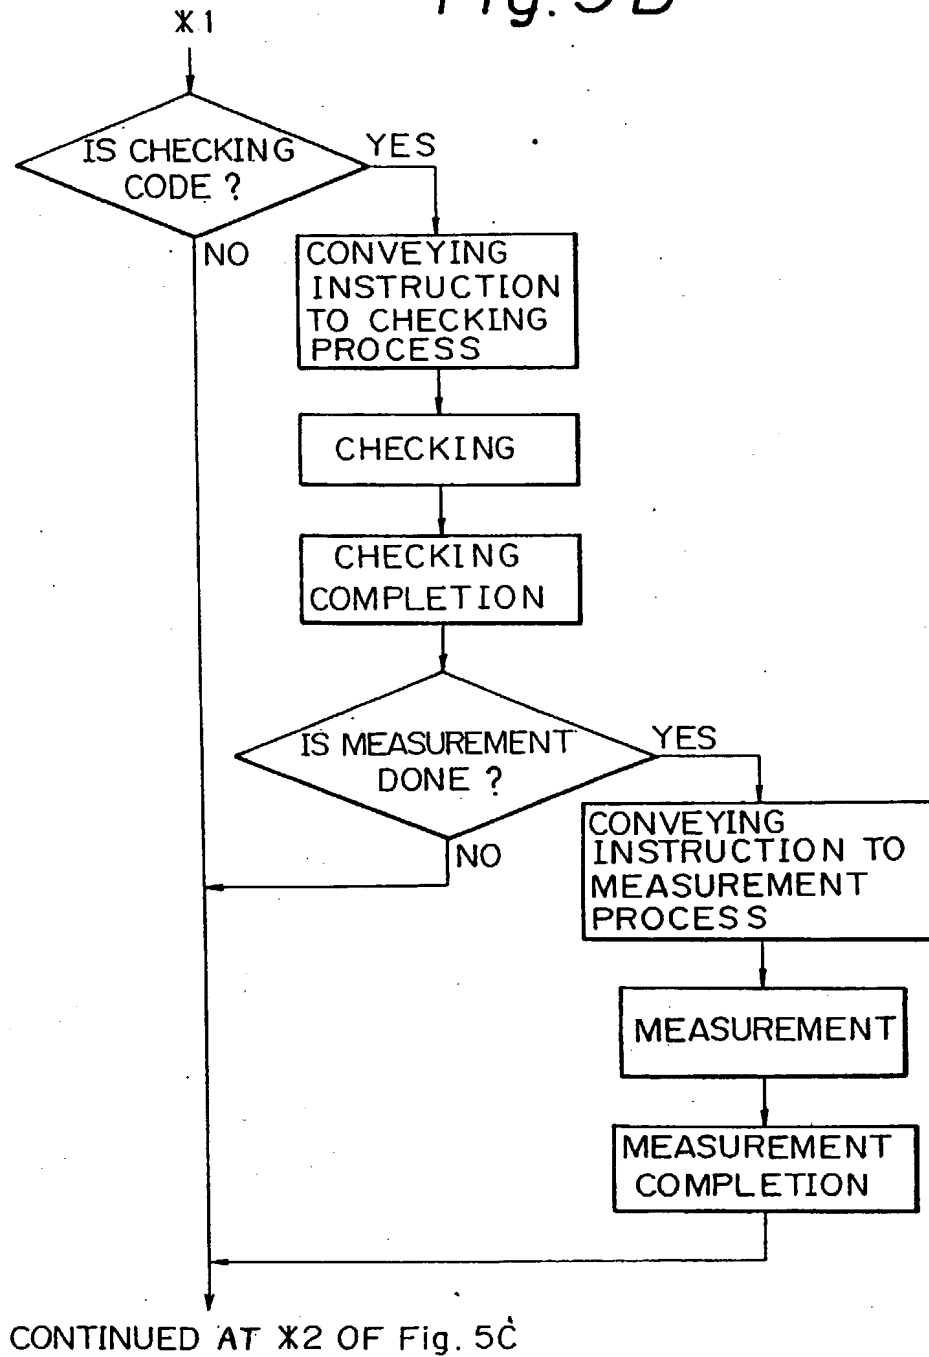 Fig. 5B
※1
IS CHECKING
CODE ?
YES
NO
CONVEYING
INSTRUCTION
TO CHECKING
PROCESS
CHECKING
CHECKING
COMPLETION
IS MEASUREMENT
DONE ?
YES
NO
CONVEYING
INSTRUCTION TO
MEASUREMENT
PROCESS
MEASUREMENT
MEASUREMENT
COMPLETION
CONTINUED AT ※2 OF Fig. 5C